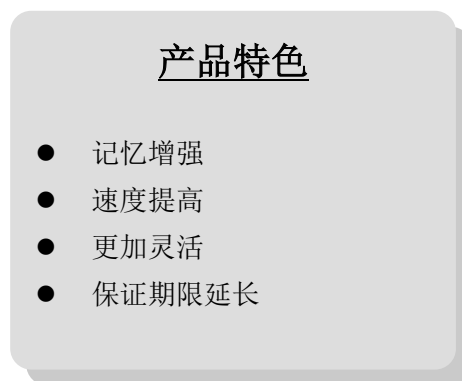 产品特色
● 记忆增强
● 速度提高
● 更加灵活
● 保证期限延长